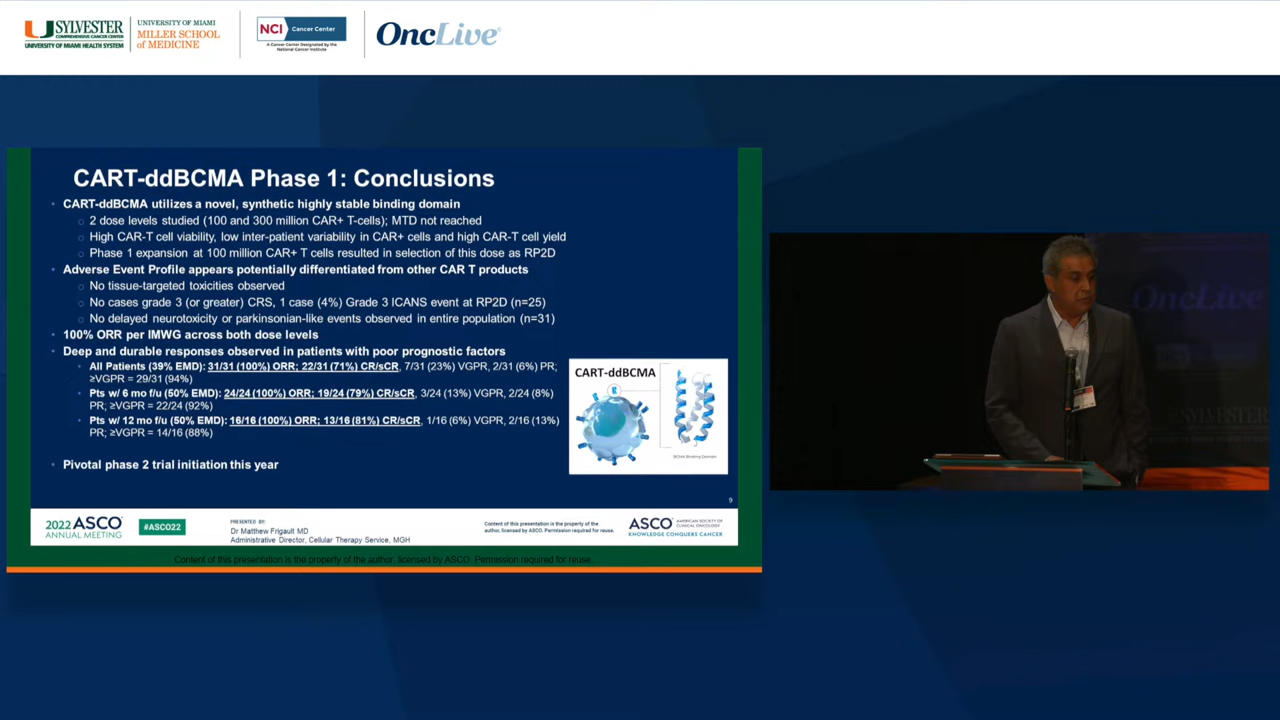 SYLVESTER
COMPREHENSIVE CANCER CENTER
UNIVERSITY OF MIAMI HEALTH SYSTEM
UNIVERSITY OF MIAMI
MILLER SCHOOL
of MEDICINE
NCI Cancer Center
A Cancer Center Designated by the
National Cancer Institute
OncLive®
CART-ddBCMA Phase 1: Conclusions
• CART-ddBCMA utilizes a novel, synthetic highly stable binding domain
○ 2 dose levels studied (100 and 300 million CAR+ T-cells); MTD not reached
○ High CAR-T cell viability, low inter-patient variability in CAR+ cells and high CAR-T cell yield
○ Phase 1 expansion at 100 million CAR+ T cells resulted in selection of this dose as RP2D
• Adverse Event Profile appears potentially differentiated from other CAR T products
○ No tissue-targeted toxicities observed
○ No cases grade 3 (or greater) CRS, 1 case (4%) Grade 3 ICANS event at RP2D (n=25)
○ No delayed neurotoxicity or parkinsonian-like events observed in entire population (n=31)
• 100% ORR per IMWG across both dose levels
• Deep and durable responses observed in patients with poor prognostic factors
• All Patients (39% EMD): 31/31 (100%) ORR; 22/31 (71%) CR/sCR, 7/31 (23%) VGPR, 2/31 (6%) PR;
≥VGPR = 29/31 (94%)
• Pts w/ 6 mo f/u (50% EMD): 24/24 (100%) ORR; 19/24 (79%) CR/sCR, 3/24 (13%) VGPR, 2/24 (8%)
PR; ≥VGPR = 22/24 (92%)
• Pts w/ 12 mo f/u (50% EMD): 16/16 (100%) ORR; 13/16 (81%) CR/sCR, 1/16 (6%) VGPR, 2/16 (13%)
PR; ≥VGPR = 14/16 (88%)
• Pivotal phase 2 trial initiation this year
CART-ddBCMA
BCMA Binding Domain
9
2022 ASCO®
ANNUAL MEETING
#ASCO22
PRESENTED BY:
Dr Matthew Frigault MD
Administrative Director, Cellular Therapy Service, MGH
Content of this presentation is the property of the
author, licensed by ASCO. Permission required for reuse.
ASCO®
AMERICAN SOCIETY OF
CLINICAL ONCOLOGY
KNOWLEDGE CONQUERS CANCER
Content of this presentation is the property of the author, licensed by ASCO. Permission required for reuse.
OncLive
SYLVESTER